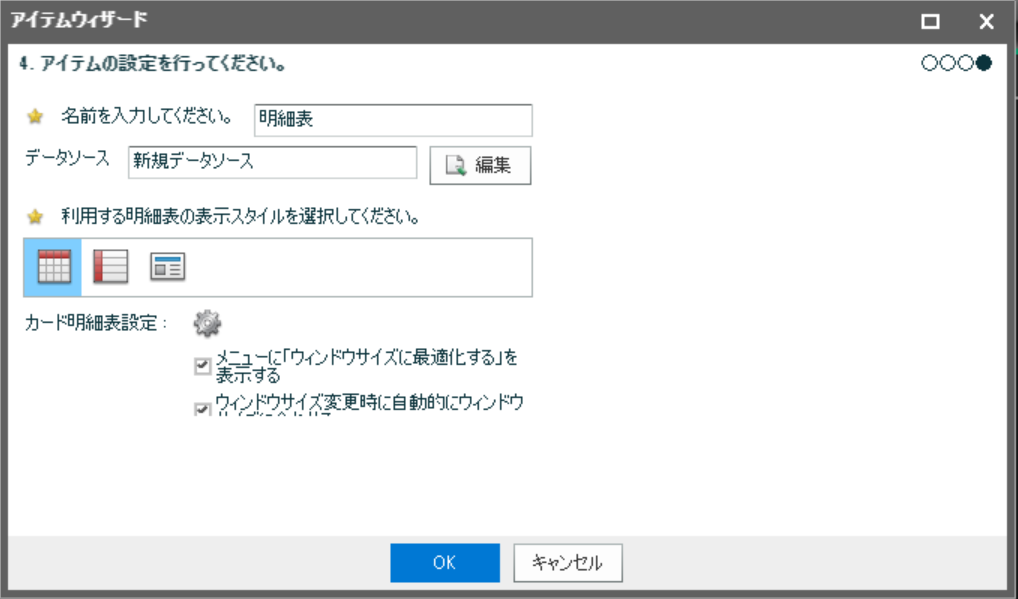 アイテムウィザード
4. アイテムの設定を行ってください。
名前を入力してください。 明細表
データソース 新規データソース 編集
利用する明細表の表示スタイルを選択してください。
カード明細表設定：
メニューに「ウィンドウサイズに最適化する」を
表示する
ウィンドウサイズ変更時に自動的にウィンドウ
OK キャンセル